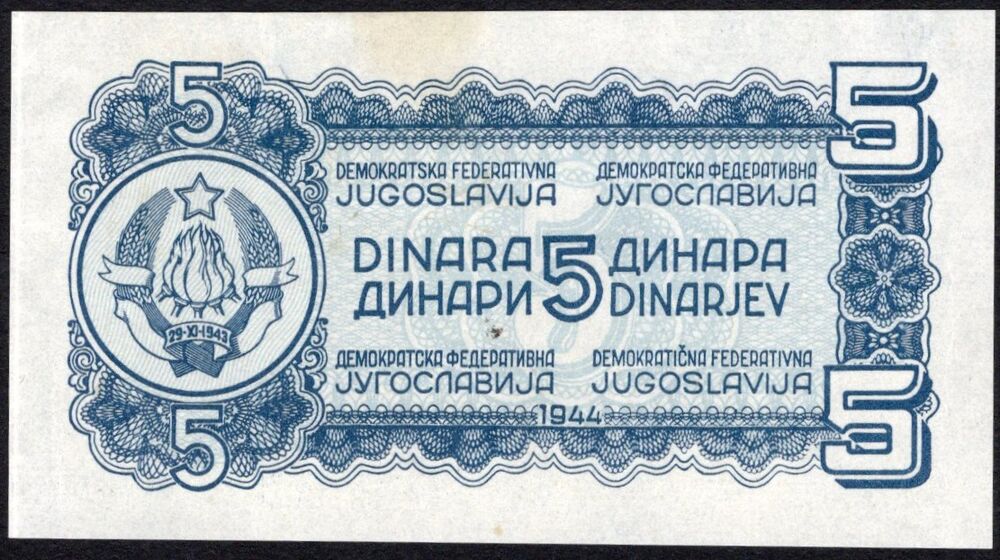 5
5
DEMOKRATSKA FEDERATIVNA
JUGOSLAVIJA
ДЕМОКРАТСКА ФЕДЕРАТИВНА
ЈУГОСЛАВИЈА
DINARA 5 ДИНАРА
ДИНАРИ DINARJEV
29·XI·1943
ДЕМОКРАТСКА ФЕДЕРАТИВНА
ЈУГОСЛАВИЈА
DEMOKRATIČNA FEDERATIVNA
JUGOSLAVIJA
1944
5
5